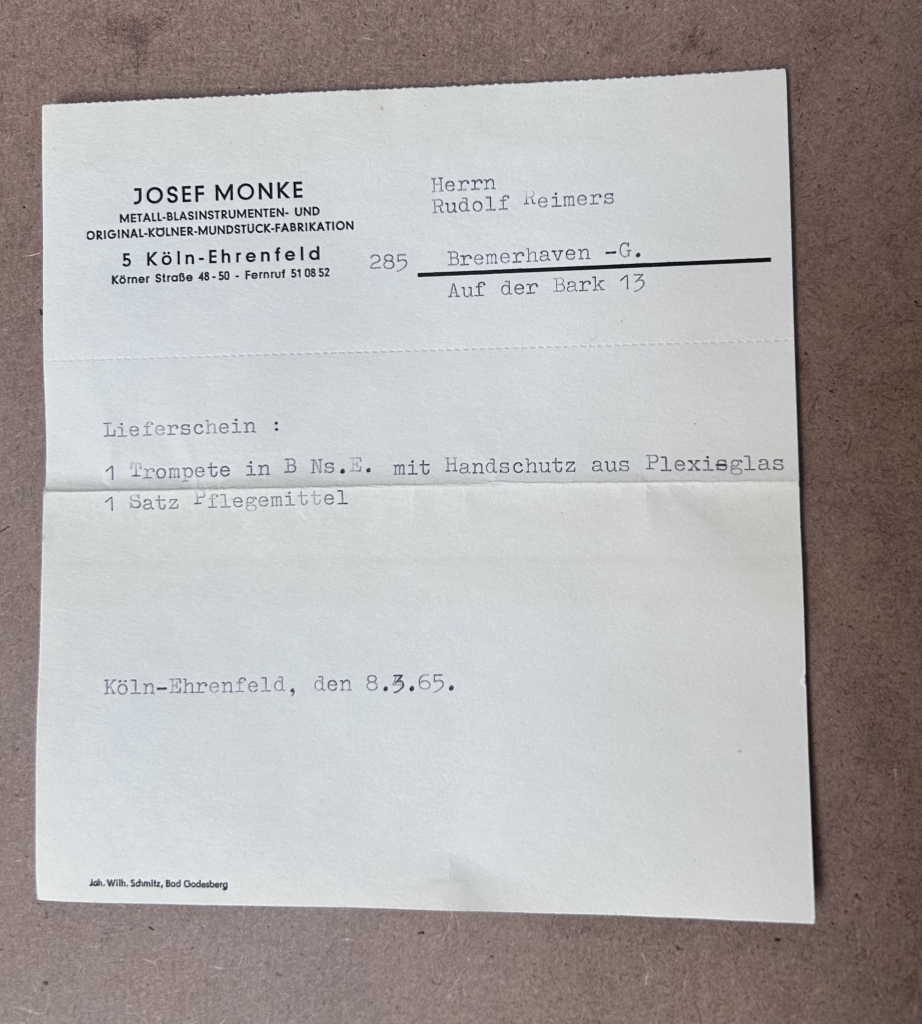 JOSEF MONKE
METALL-BLASINSTRUMENTEN- UND
ORIGINAL-KÖLNER-MUNDSTÜCK-FABRIKATION
5 Köln-Ehrenfeld
Körner Straße 48-50 - Fernruf 51 08 52
Herrn
Rudolf Reimers
285 Bremerhaven -G.
Auf der Bark 13
Lieferschein :
1 Trompete in B Ns.E. mit Handschutz aus Plexisglas
1 Satz Pflegemittel
Köln-Ehrenfeld, den 8.3.65.
Joh. Wilh. Schmitz, Bad Godesberg